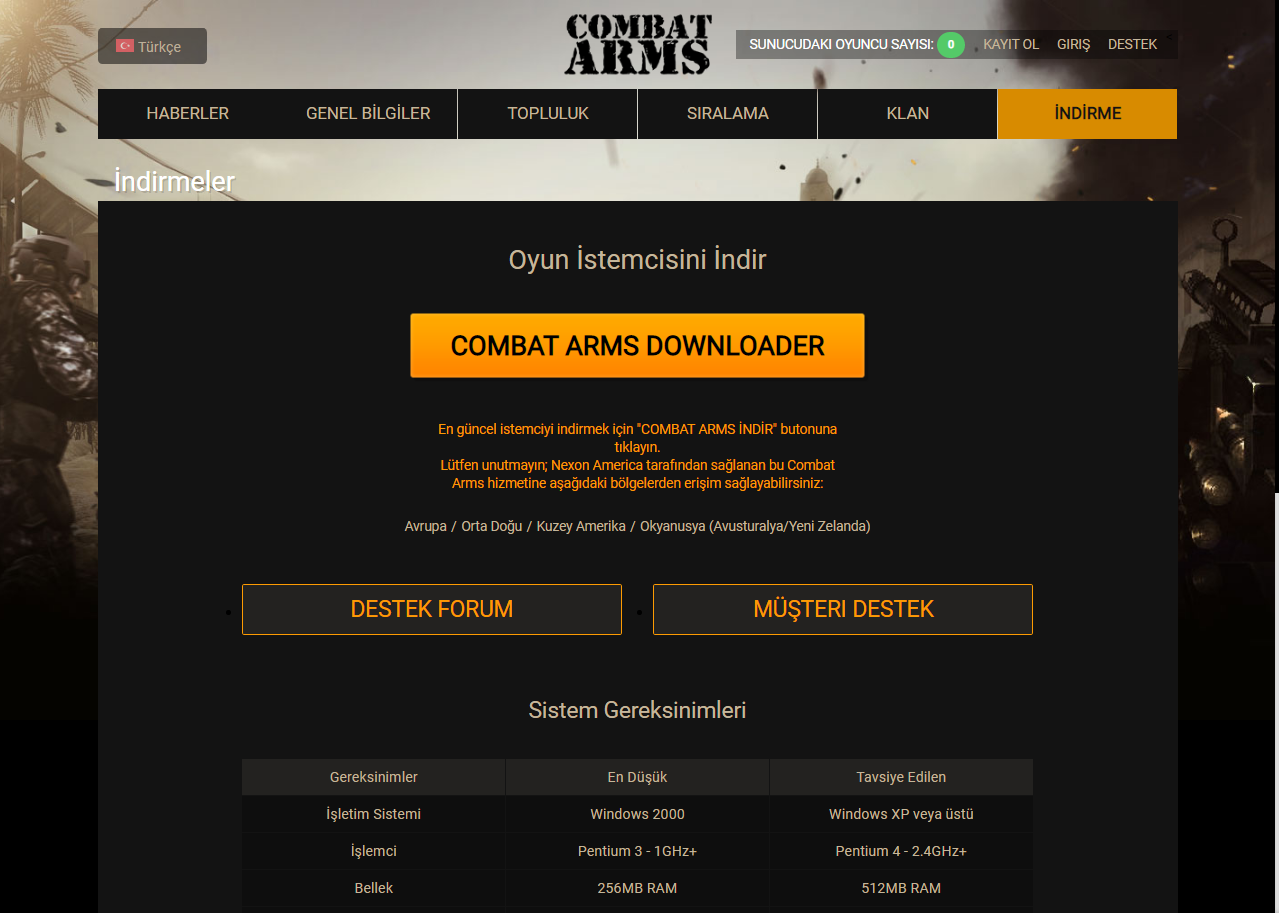 Türkçe
COMBAT
ARMS
SUNUCUDAKI OYUNCU SAYISI: 0 KAYIT OL GIRIŞ DESTEK
HABERLER GENEL BİLGİLER TOPLULUK SIRALAMA KLAN İNDİRME
İndirmeler
Oyun İstemcisini İndir
COMBAT ARMS DOWNLOADER
En güncel istemciyi indirmek için "COMBAT ARMS İNDİR" butonuna
tıklayın.
Lütfen unutmayın; Nexon America tarafından sağlanan bu Combat
Arms hizmetine aşağıdaki bölgelerden erişim sağlayabilirsiniz:
Avrupa / Orta Doğu / Kuzey Amerika / Okyanusya (Avusturalya/Yeni Zelanda)
DESTEK FORUM MÜŞTERI DESTEK
Sistem Gereksinimleri
Gereksinimler En Düşük Tavsiye Edilen
İşletim Sistemi Windows 2000 Windows XP veya üstü
İşlemci Pentium 3 - 1GHz+ Pentium 4 - 2.4GHz+
Bellek 256MB RAM 512MB RAM